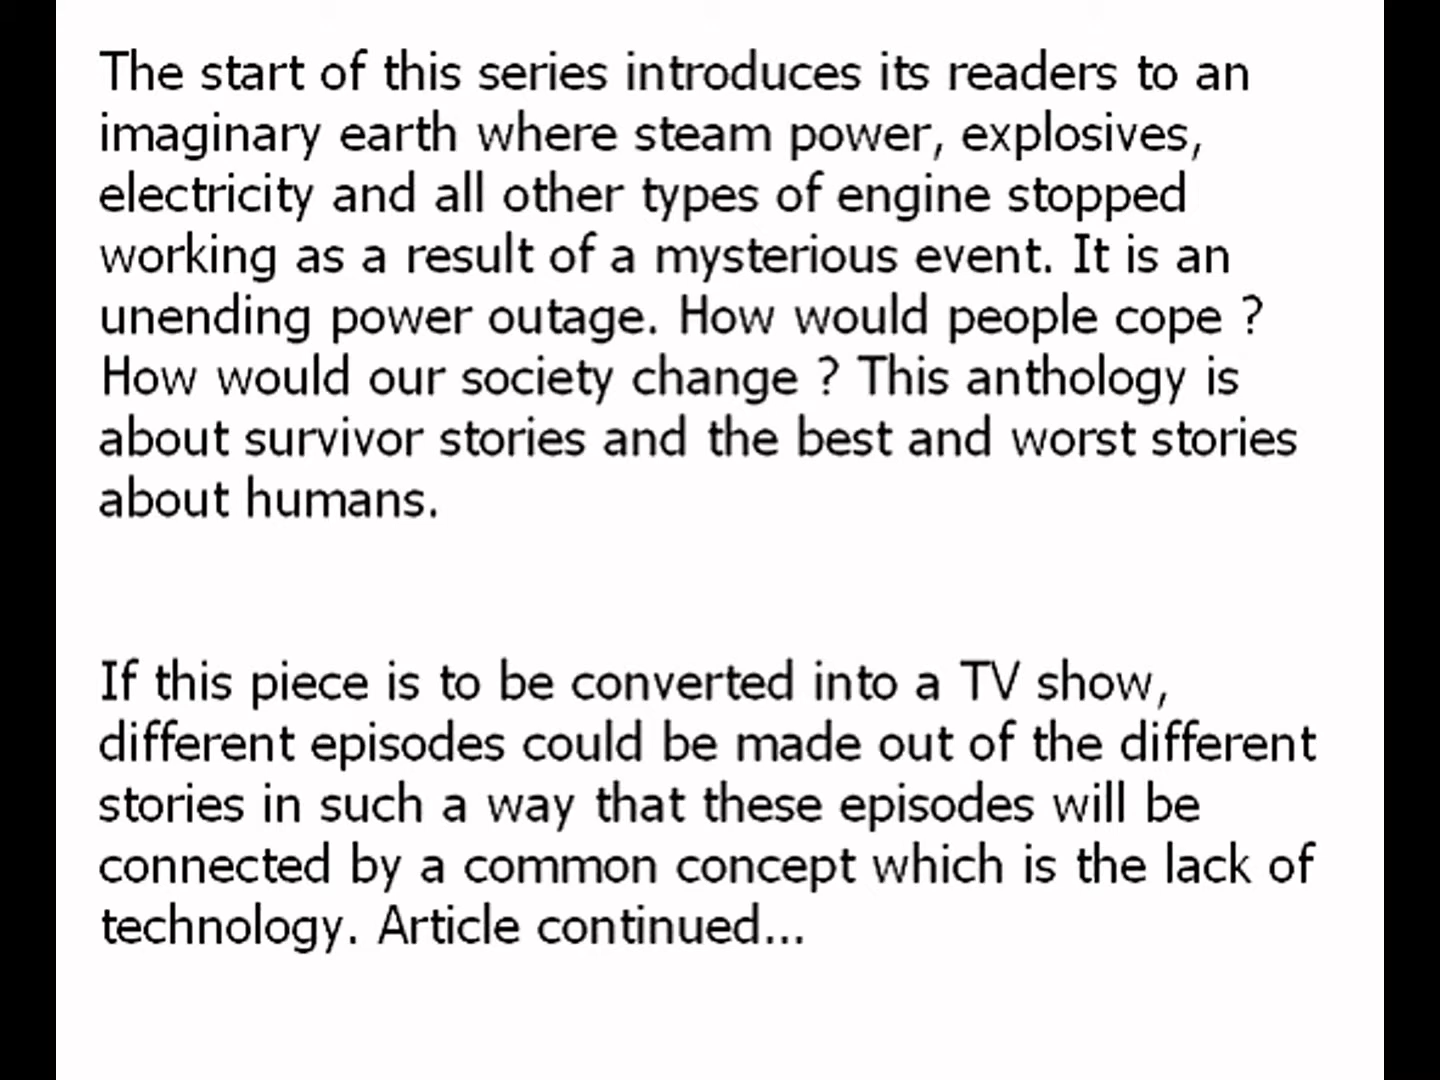 The start of this series introduces its readers to an
imaginary earth where steam power, explosives,
electricity and all other types of engine stopped
working as a result of a mysterious event. It is an
unending power outage. How would people cope ?
How would our society change ? This anthology is
about survivor stories and the best and worst stories
about humans.
If this piece is to be converted into a TV show,
different episodes could be made out of the different
stories in such a way that these episodes will be
connected by a common concept which is the lack of
technology. Article continued...